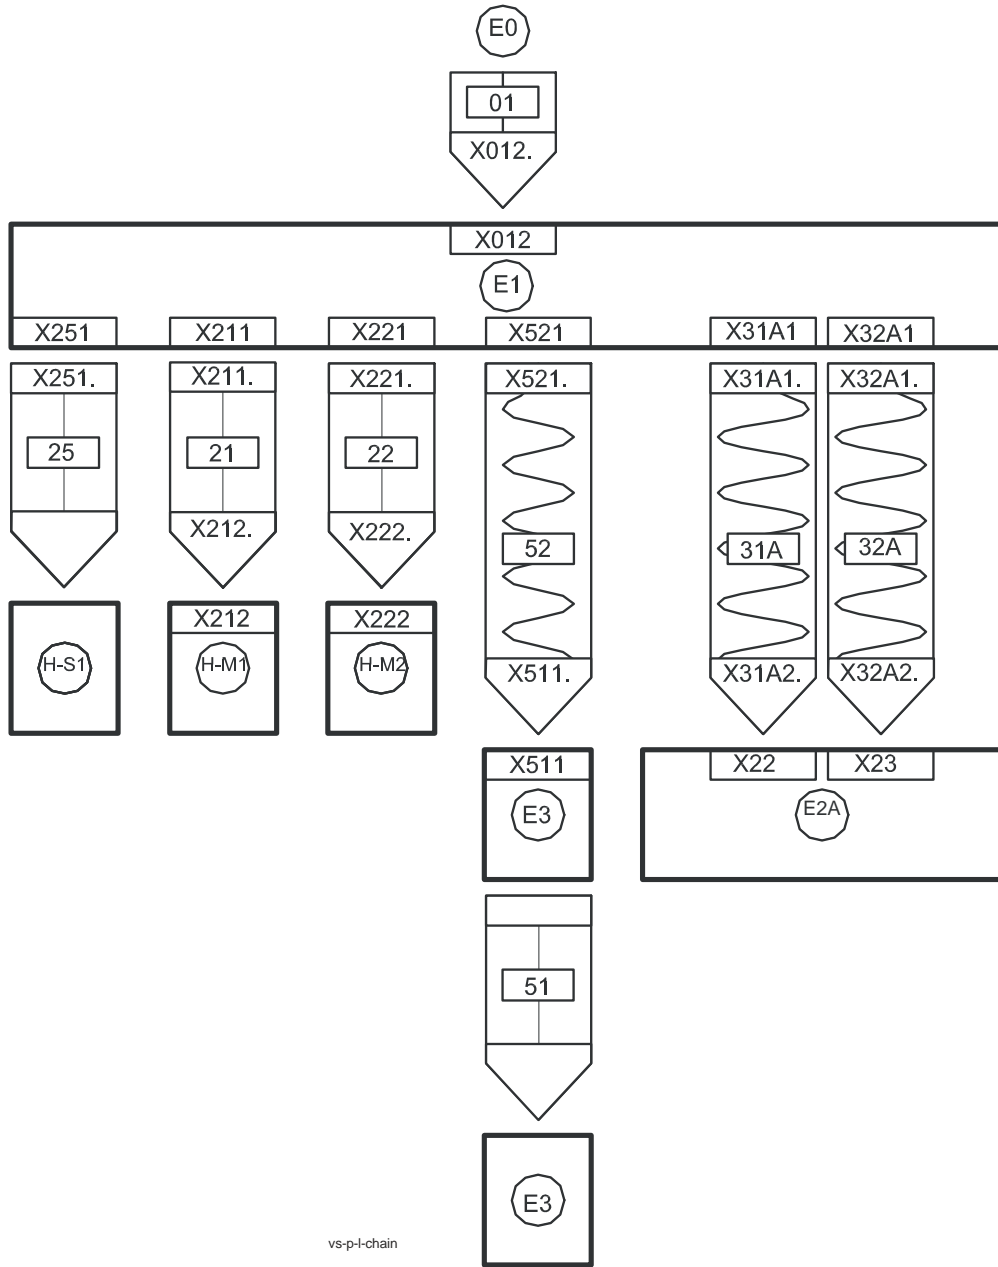 E0
01
X012.
X012
E1
X251 X211 X221 X521 X31A1 X32A1
X251. X211. X221. X521. X31A1. X32A1.
25 21 22
X212. X222.
52 31A 32A
X212 X222
H-S1 H-M1 H-M2
X511. X31A2. X32A2.
X511 X22 X23
E3 E2A
51
E3
vs-p-l-chain